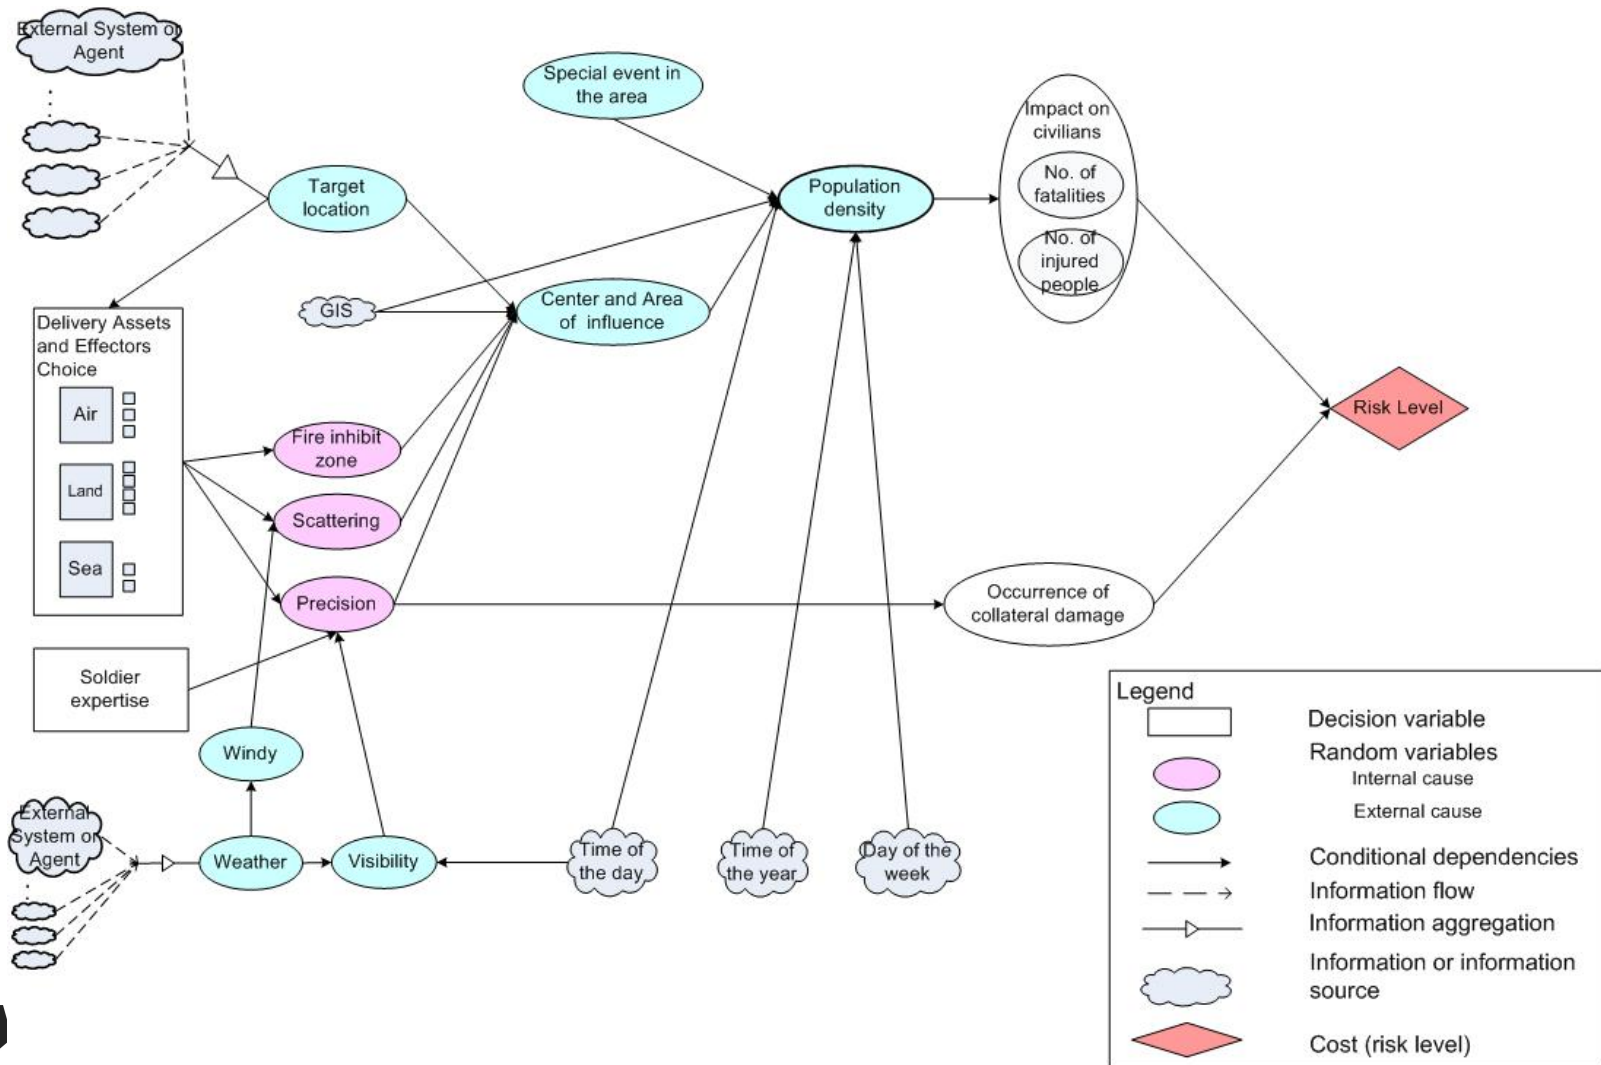 External System or
Agent
Special event in
the area
Impact on
civilians
No. of
fatalities
No. of
injured
people
Target
location
Population
density
GIS
Center and Area
of influence
Delivery Assets
and Effectors
Choice
Air
Land
Sea
Fire inhibit
zone
Scattering
Precision
Risk Level
Occurrence of
collateral damage
Soldier
expertise
Windy
External
System or
Agent
Weather
Visibility
Time of
the day
Time of
the year
Day of the
week
Legend
Decision variable
Random variables
Internal cause
External cause
Conditional dependencies
Information flow
Information aggregation
Information or information
source
Cost (risk level)